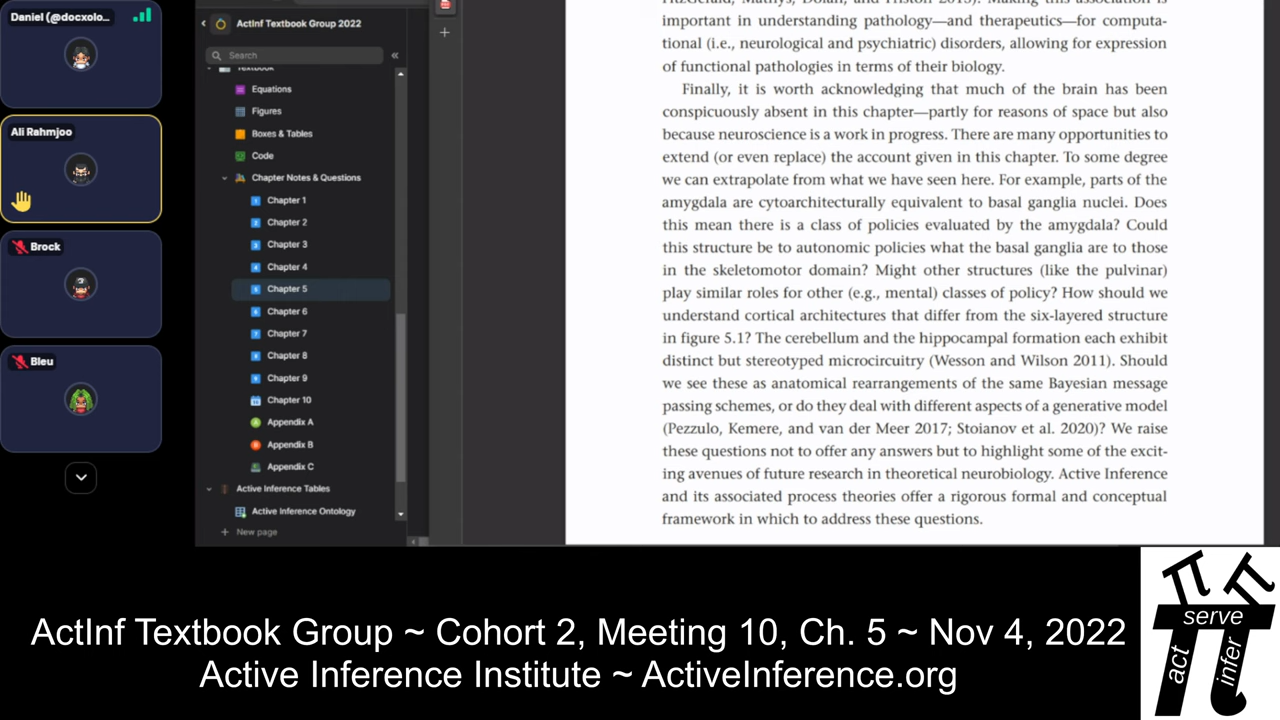 Daniel (@docxolo...
Ali Rahmjoo
Brock
Bleu
ActInf Textbook Group 2022
Search
Textbook
Equations
Figures
Boxes & Tables
Code
Chapter Notes & Questions
Chapter 1
Chapter 2
Chapter 3
Chapter 4
Chapter 5
Chapter 6
Chapter 7
Chapter 8
Chapter 9
Chapter 10
Appendix A
Appendix B
Appendix C
Active Inference Tables
Active Inference Ontology
New page
FitzGerald, Mathys, Dolan, and Friston 2015). Making this association is
important in understanding pathology—and therapeutics—for computa-
tional (i.e., neurological and psychiatric) disorders, allowing for expression
of functional pathologies in terms of their biology.
Finally, it is worth acknowledging that much of the brain has been
conspicuously absent in this chapter—partly for reasons of space but also
because neuroscience is a work in progress. There are many opportunities to
extend (or even replace) the account given in this chapter. To some degree
we can extrapolate from what we have seen here. For example, parts of the
amygdala are cytoarchitecturally equivalent to basal ganglia nuclei. Does
this mean there is a class of policies evaluated by the amygdala? Could
this structure be to autonomic policies what the basal ganglia are to those
in the skeletomotor domain? Might other structures (like the pulvinar)
play similar roles for other (e.g., mental) classes of policy? How should we
understand cortical architectures that differ from the six-layered structure
in figure 5.1? The cerebellum and the hippocampal formation each exhibit
distinct but stereotyped microcircuitry (Wesson and Wilson 2011). Should
we see these as anatomical rearrangements of the same Bayesian message
passing schemes, or do they deal with different aspects of a generative model
(Pezzulo, Kemere, and van der Meer 2017; Stoianov et al. 2020)? We raise
these questions not to offer any answers but to highlight some of the excit-
ing avenues of future research in theoretical neurobiology. Active Inference
and its associated process theories offer a rigorous formal and conceptual
framework in which to address these questions.
ActInf Textbook Group ~ Cohort 2, Meeting 10, Ch. 5 ~ Nov 4, 2022
Active Inference Institute ~ ActiveInference.org
serve
act
infer